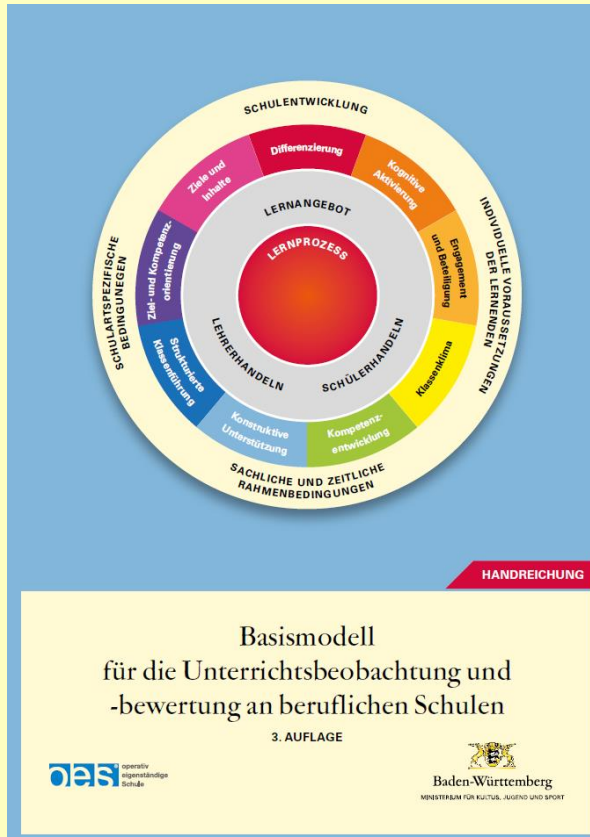 SCHULENTWICKLUNG
Differenzierung
Kognitive
Aktivierung
Engagement
und Beteiligung
Klassenklima
Kompetenz-
entwicklung
Konstruktive
Unterstützung
Strukturierte
Klassenführung
Ziel- und Kompetenz-
orientierung
Ziele und
Inhalte
INDIVIDUELLE VORAUSSETZUNGEN
DER LERNENDEN
SACHLICHE UND ZEITLICHE
RAHMENBEDINGUNGEN
SCHULARTSPEZIFISCHE
BEDINGUNEGEN
LERNANGEBOT
LERNPROZESS
LEHRERHANDELN
SCHÜLERHANDELN
HANDREICHUNG
Basismodell
für die Unterrichtsbeobachtung und
-bewertung an beruflichen Schulen
3. AUFLAGE
oes
operativ
eigenständige
Schule
Baden-Württemberg
MINISTERIUM FÜR KULTUS, JUGEND UND SPORT